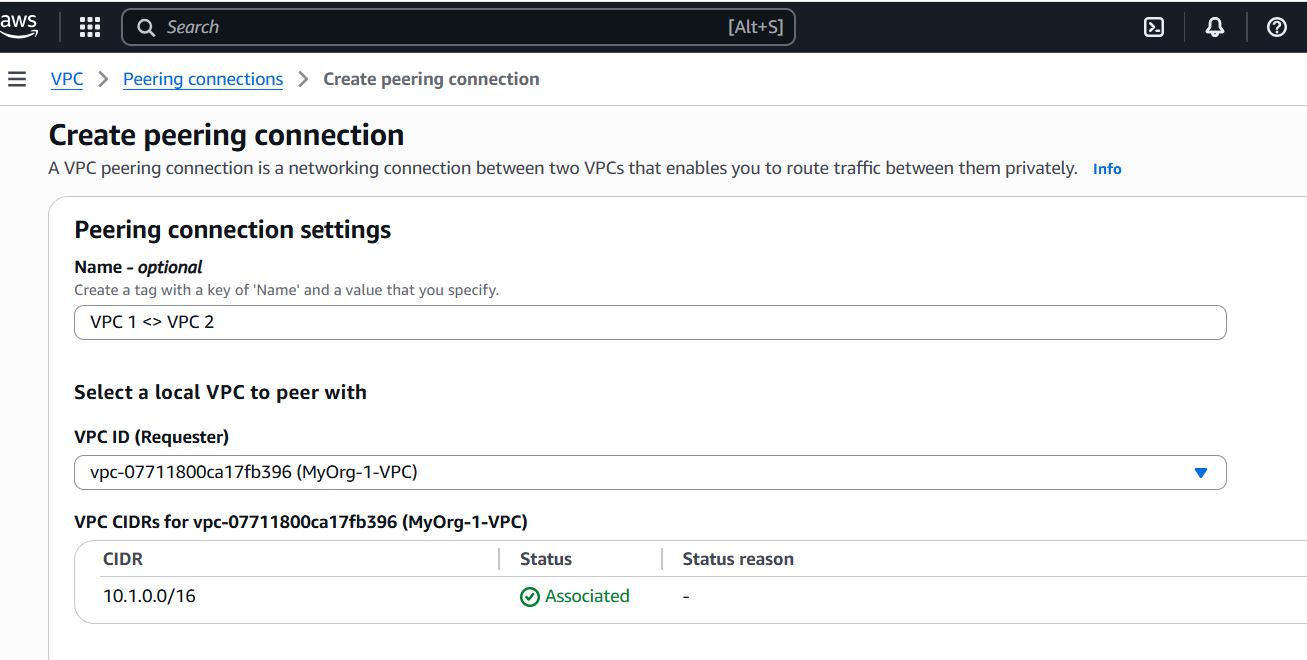 aws Search [Alt+S]
VPC > Peering connections > Create peering connection
Create peering connection
A VPC peering connection is a networking connection between two VPCs that enables you to route traffic between them privately. Info
Peering connection settings
Name - optional
Create a tag with a key of 'Name' and a value that you specify.
VPC 1 <> VPC 2
Select a local VPC to peer with
VPC ID (Requester)
vpc-07711800ca17fb396 (MyOrg-1-VPC)
VPC CIDRs for vpc-07711800ca17fb396 (MyOrg-1-VPC)
CIDR Status Status reason
10.1.0.0/16 Associated -